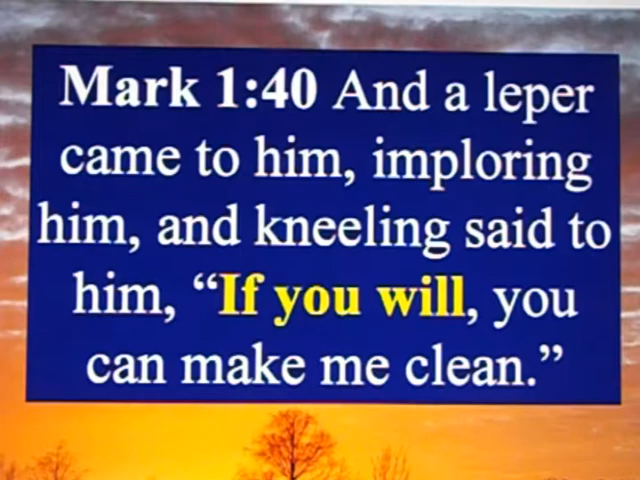 Mark 1:40 And a leper
came to him, imploring
him, and kneeling said to
him, “If you will, you
can make me clean.”